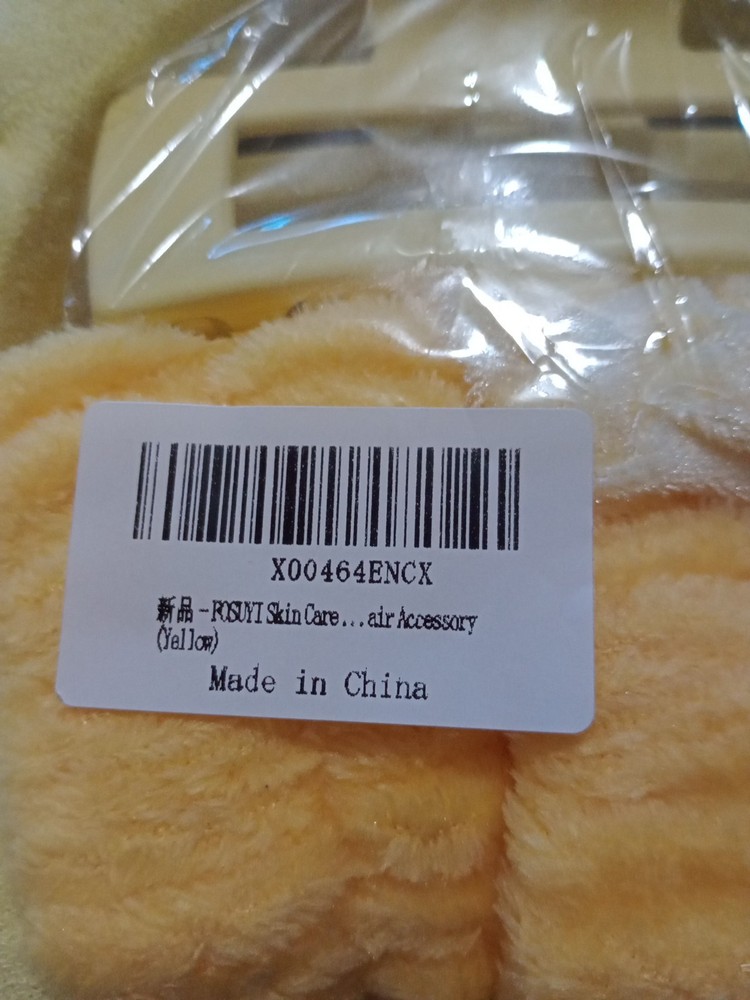 X00464ENCX
新品 - FOSUYI Skin Care...air Accessory
(Yellow)
Made in China